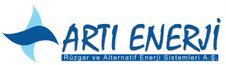 ARTI ENERJİ
Rüzgar ve Alternatif Enerji Sistemleri A.Ş.